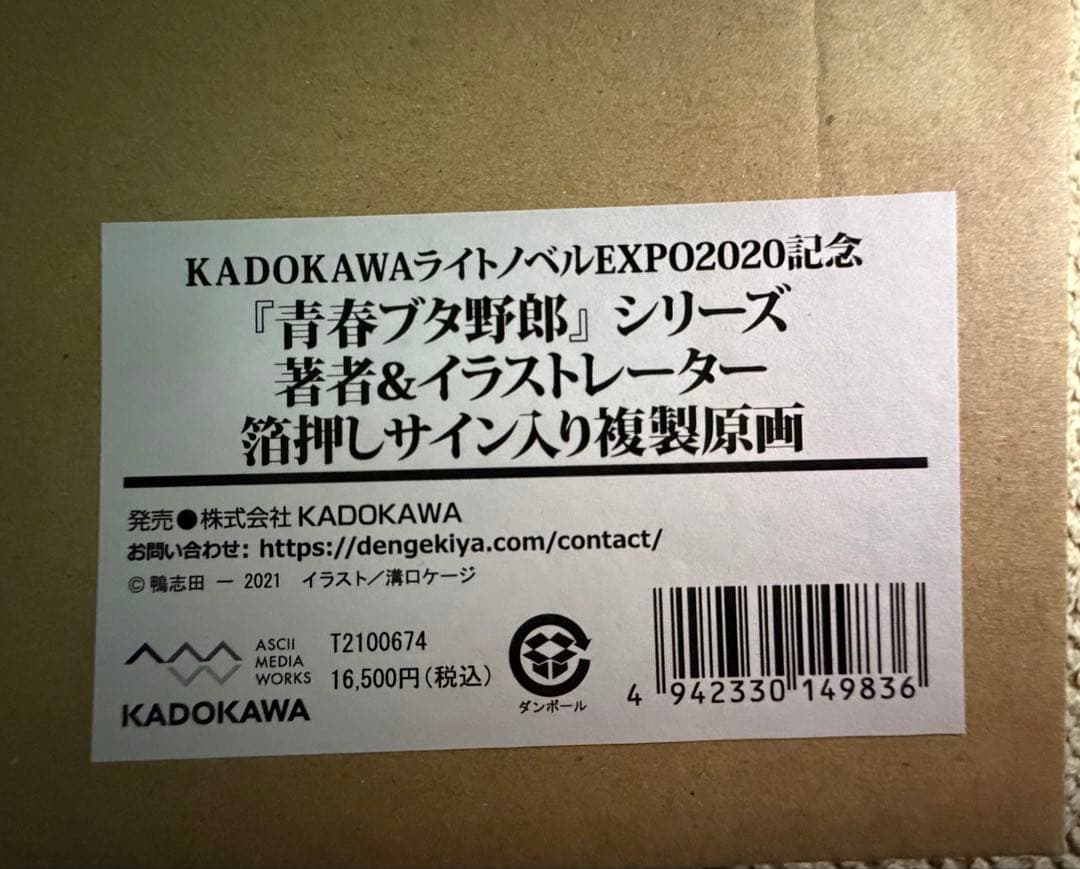 KADOKAWAライトノベルEXPO2020記念
『青春ブタ野郎』シリーズ
著者&イラストレーター
箔押しサイン入り複製原画
発売●株式会社 KADOKAWA
お問い合わせ: https://dengekiya.com/contact/
© 鴨志田 一 2021 イラスト／溝口ケージ
ASCII
MEDIA
WORKS
KADOKAWA
T2100674
16,500円(税込)
ダンボール
4 942330 149836